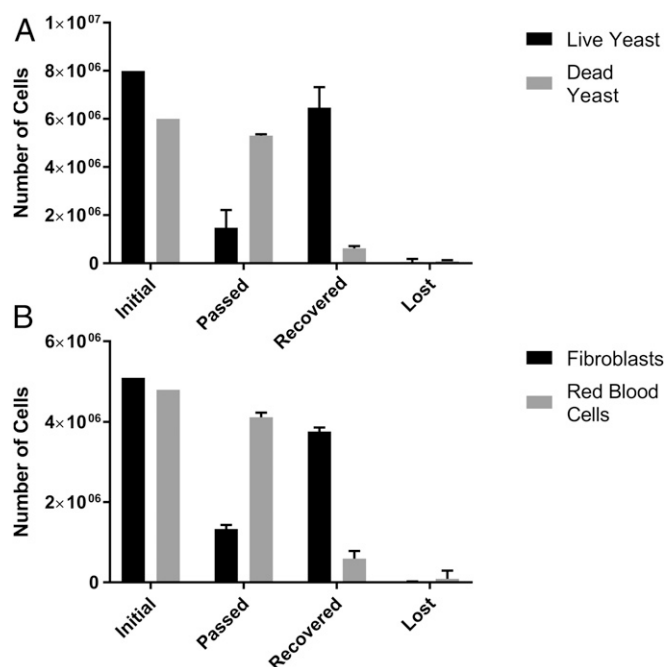 A
Number of Cells
1×10⁰⁷
8×10⁰⁶
6×10⁰⁶
4×10⁰⁶
2×10⁰⁶
0
Initial
Passed
Recovered
Lost
Live Yeast
Dead
Yeast
B
Number of Cells
6×10⁰⁶
4×10⁰⁶
2×10⁰⁶
0
Initial
Passed
Recovered
Lost
Fibroblasts
Red Blood
Cells